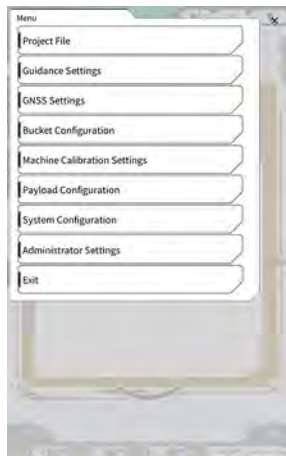 Menu
Project File
Guidance Settings
GNSS Settings
Bucket Configuration
Machine Calibration Settings
Payload Configuration
System Configuration
Administrator Settings
Exit